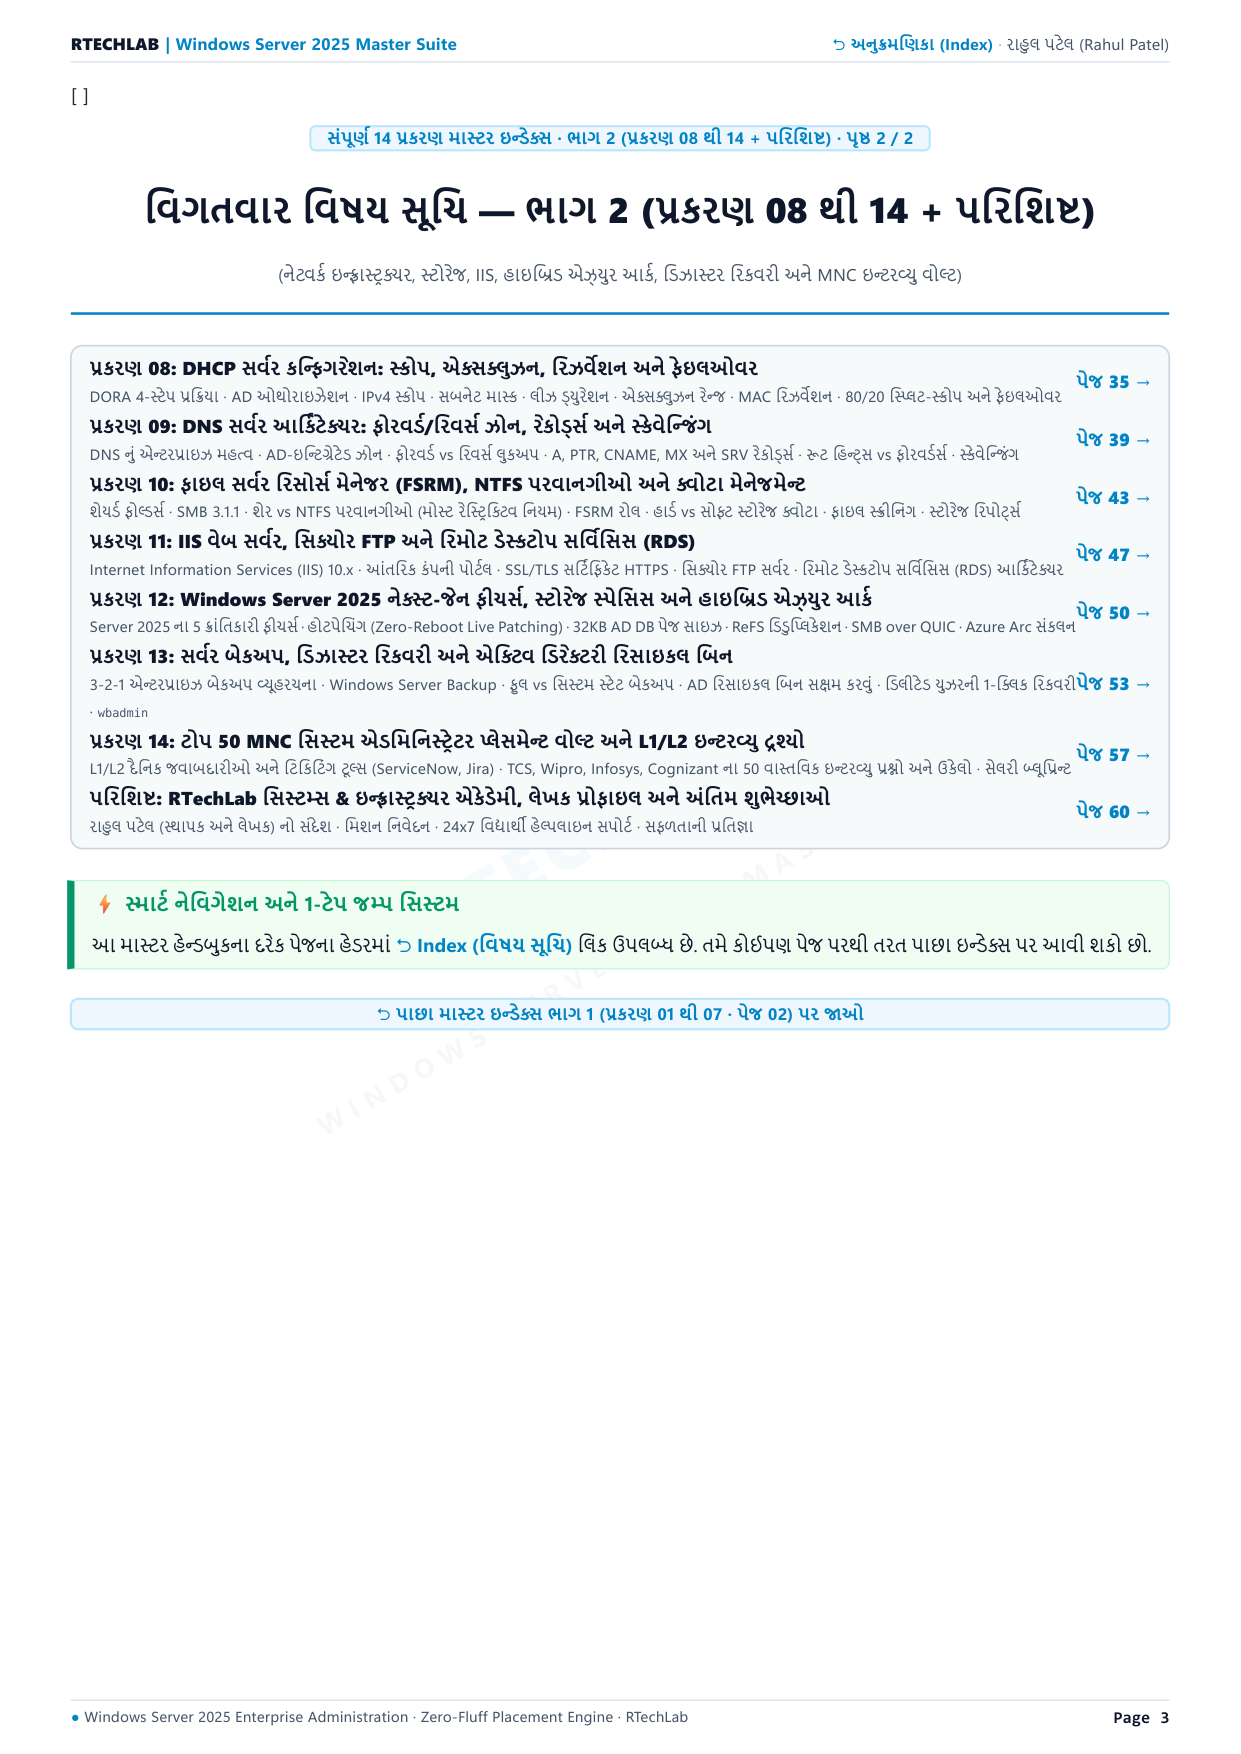 RTECHLAB | Windows Server 2025 Master Suite
⮌ અનુક્રમણિકા (Index) · રાહુલ પટેલ (Rahul Patel)
[ ]
સંપૂર્ણ 14 પ્રકરણ માસ્ટર ઇન્ડેક્સ · ભાગ 2 (પ્રકરણ 08 થી 14 + પરિશિષ્ટ) · પૃષ્ઠ 2 / 2
વિગતવાર વિષય સૂચિ — ભાગ 2 (પ્રકરણ 08 થી 14 + પરિશિષ્ટ)
(નેટવર્ક ઇન્ફ્રાસ્ટ્રક્ચર, સ્ટોરેજ, IIS, હાઇબ્રિડ એઝ્યુર આર્ક, ડિઝાસ્ટર રિકવરી અને MNC ઇન્ટરવ્યુ વોલ્ટ)
પ્રકરણ 08: DHCP સર્વર કન્ફિગરેશન: સ્કોપ, એક્સક્લુઝન, રિઝર્વેશન અને ફેઇલઓવર
DORA 4-સ્ટેપ પ્રક્રિયા · AD ઓથોરાઇઝેશન · IPv4 સ્કોપ · સબનેટ માસ્ક · લીઝ ડ્યુરેશન · એક્સક્લુઝન રેન્જ · MAC રિઝર્વેશન · 80/20 સ્પ્લિટ-સ્કોપ અને ફેઇલઓવર
પેજ 35 →
પ્રકરણ 09: DNS સર્વર આર્કિટેક્ચર: ફોરવર્ડ/રિવર્સ ઝોન, રેકોર્ડ્સ અને સ્કેવેન્જિંગ
DNS નું એન્ટરપ્રાઇઝ મહત્વ · AD-ઇન્ટિગ્રેટેડ ઝોન · ફોરવર્ડ vs રિવર્સ લુકઅપ · A, PTR, CNAME, MX અને SRV રેકોર્ડ્સ · રૂટ હિન્ટ્સ vs ફોરવર્ડર્સ · સ્કેવેન્જિંગ
પેજ 39 →
પ્રકરણ 10: ફાઇલ સર્વર રિસોર્સ મેનેજર (FSRM), NTFS પરવાનગીઓ અને ક્વોટા મેનેજમેન્ટ
શેયર્ડ ફોલ્ડર્સ · SMB 3.1.1 · શેર vs NTFS પરવાનગીઓ (મોસ્ટ રેસ્ટ્રિક્ટિવ નિયમ) · FSRM રોલ · હાર્ડ vs સોફ્ટ સ્ટોરેજ ક્વોટા · ફાઇલ સ્ક્રીનિંગ · સ્ટોરેજ રિપોર્ટ્સ
પેજ 43 →
પ્રકરણ 11: IIS વેબ સર્વર, સિક્યોર FTP અને રિમોટ ડેસ્કટોપ સર્વિસિસ (RDS)
Internet Information Services (IIS) 10.x · આંતરિક કંપની પોર્ટલ · SSL/TLS સર્ટિફિકેટ HTTPS · સિક્યોર FTP સર્વર · રિમોટ ડેસ્કટોપ સર્વિસિસ (RDS) આર્કિટેક્ચર
પેજ 47 →
પ્રકરણ 12: Windows Server 2025 નેક્સ્ટ-જેન ફીચર્સ, સ્ટોરેજ સ્પેસિસ અને હાઇબ્રિડ એઝ્યુર આર્ક
Server 2025 ના 5 ક્રાંતિકારી ફીચર્સ · હોટપેચિંગ (Zero-Reboot Live Patching) · 32KB AD DB પેજ સાઇઝ · ReFS ડિડુપ્લિકેશન · SMB over QUIC · Azure Arc સંકલન
પેજ 50 →
પ્રકરણ 13: સર્વર બેકઅપ, ડિઝાસ્ટર રિકવરી અને એક્ટિવ ડિરેક્ટરી રિસાઇકલ બિન
3-2-1 એન્ટરપ્રાઇઝ બેકઅપ વ્યૂહરચના · Windows Server Backup · ફુલ vs સિસ્ટમ સ્ટેટ બેકઅપ · AD રિસાઇકલ બિન સક્ષમ કરવું · ડિલીટેડ યુઝરની 1-ક્લિક રિકવરી
· wbadmin
પેજ 53 →
પ્રકરણ 14: ટોપ 50 MNC સિસ્ટમ એડમિનિસ્ટ્રેટર પ્લેસમેન્ટ વોલ્ટ અને L1/L2 ઇન્ટરવ્યુ દ્રશ્યો
L1/L2 દૈનિક જવાબદારીઓ અને ટિકિટિંગ ટૂલ્સ (ServiceNow, Jira) · TCS, Wipro, Infosys, Cognizant ના 50 વાસ્તવિક ઇન્ટરવ્યુ પ્રશ્નો અને ઉકેલો · સેલરી બ્લૂપ્રિન્ટ
પેજ 57 →
પરિશિષ્ટ: RTechLab સિસ્ટમ્સ & ઇન્ફ્રાસ્ટ્રક્ચર એકેડેમી, લેખક પ્રોફાઇલ અને અંતિમ શુભેચ્છાઓ
રાહુલ પટેલ (સ્થાપક અને લેખક) નો સંદેશ · મિશન નિવેદન · 24x7 વિદ્યાર્થી હેલ્પલાઇન સપોર્ટ · સફળતાની પ્રતિજ્ઞા
પેજ 60 →
⚡ સ્માર્ટ નેવિગેશન અને 1-ટેપ જમ્પ સિસ્ટમ
આ માસ્ટર હેન્ડબુકના દરેક પેજના હેડરમાં ⮌ Index (વિષય સૂચિ) લિંક ઉપલબ્ધ છે. તમે કોઈપણ પેજ પરથી તરત પાછા ઇન્ડેક્સ પર આવી શકો છો.
⮌ પાછા માસ્ટર ઇન્ડેક્સ ભાગ 1 (પ્રકરણ 01 થી 07 · પેજ 02) પર જાઓ
● Windows Server 2025 Enterprise Administration · Zero-Fluff Placement Engine · RTechLab
Page 3